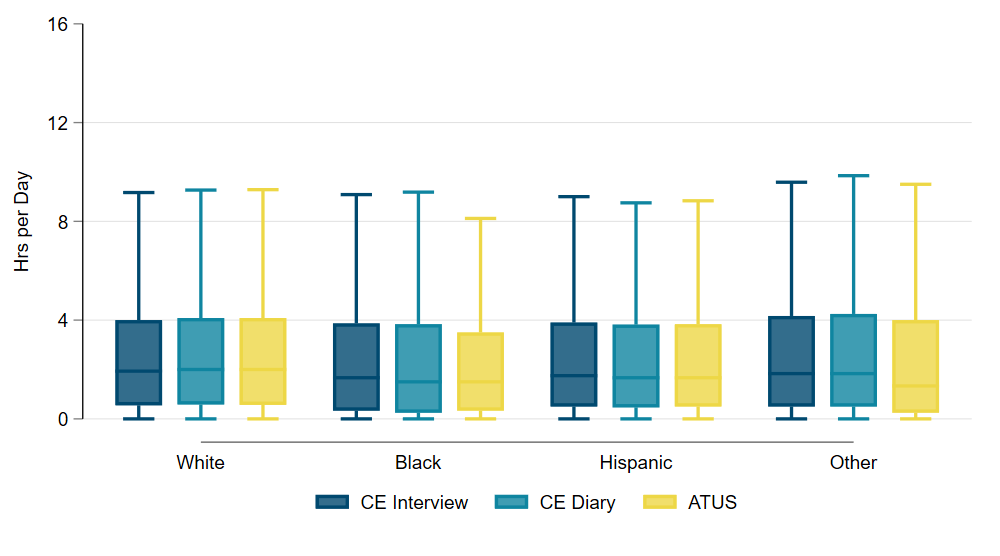 16
12
8
4
0
Hrs per Day
White Black Hispanic Other
CE Interview CE Diary ATUS